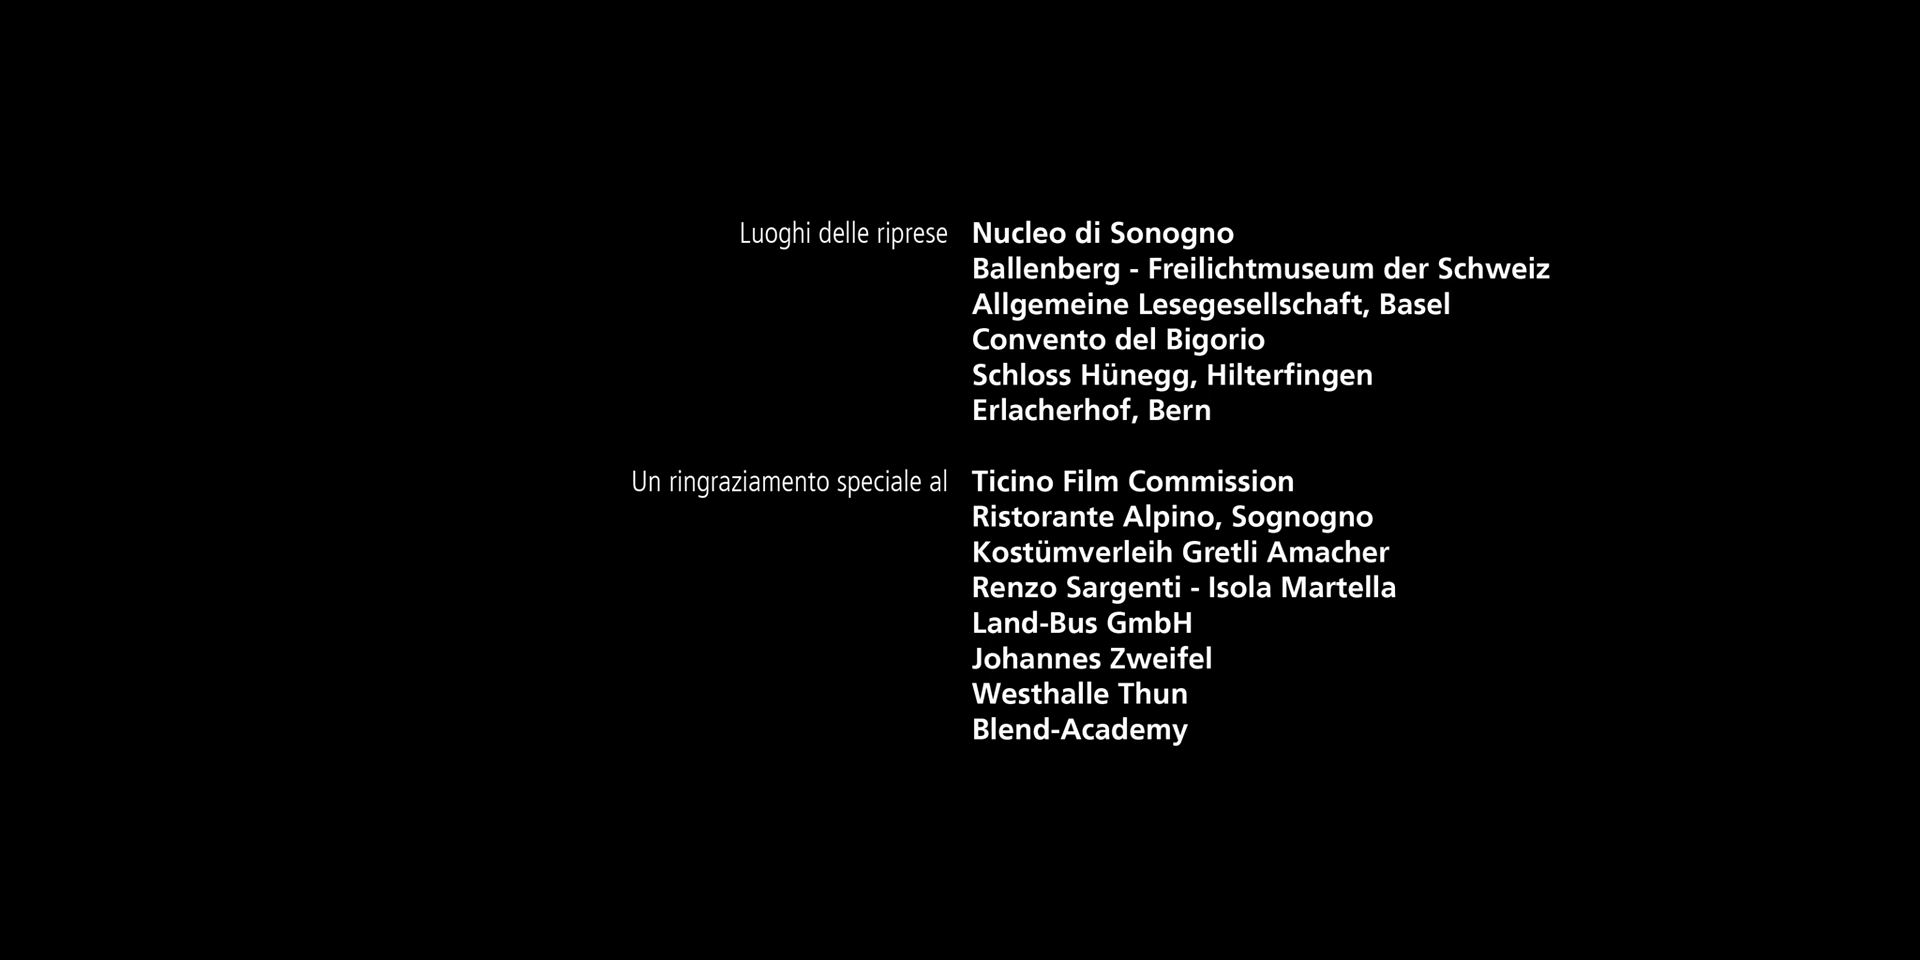 Luoghi delle riprese Nucleo di Sonogno
Ballenberg - Freilichtmuseum der Schweiz
Allgemeine Lesegesellschaft, Basel
Convento del Bigorio
Schloss Hünegg, Hilterfingen
Erlacherhof, Bern
Un ringraziamento speciale al Ticino Film Commission
Ristorante Alpino, Sognogno
Kostümverleih Gretli Amacher
Renzo Sargenti - Isola Martella
Land-Bus GmbH
Johannes Zweifel
Westhalle Thun
Blend-Academy